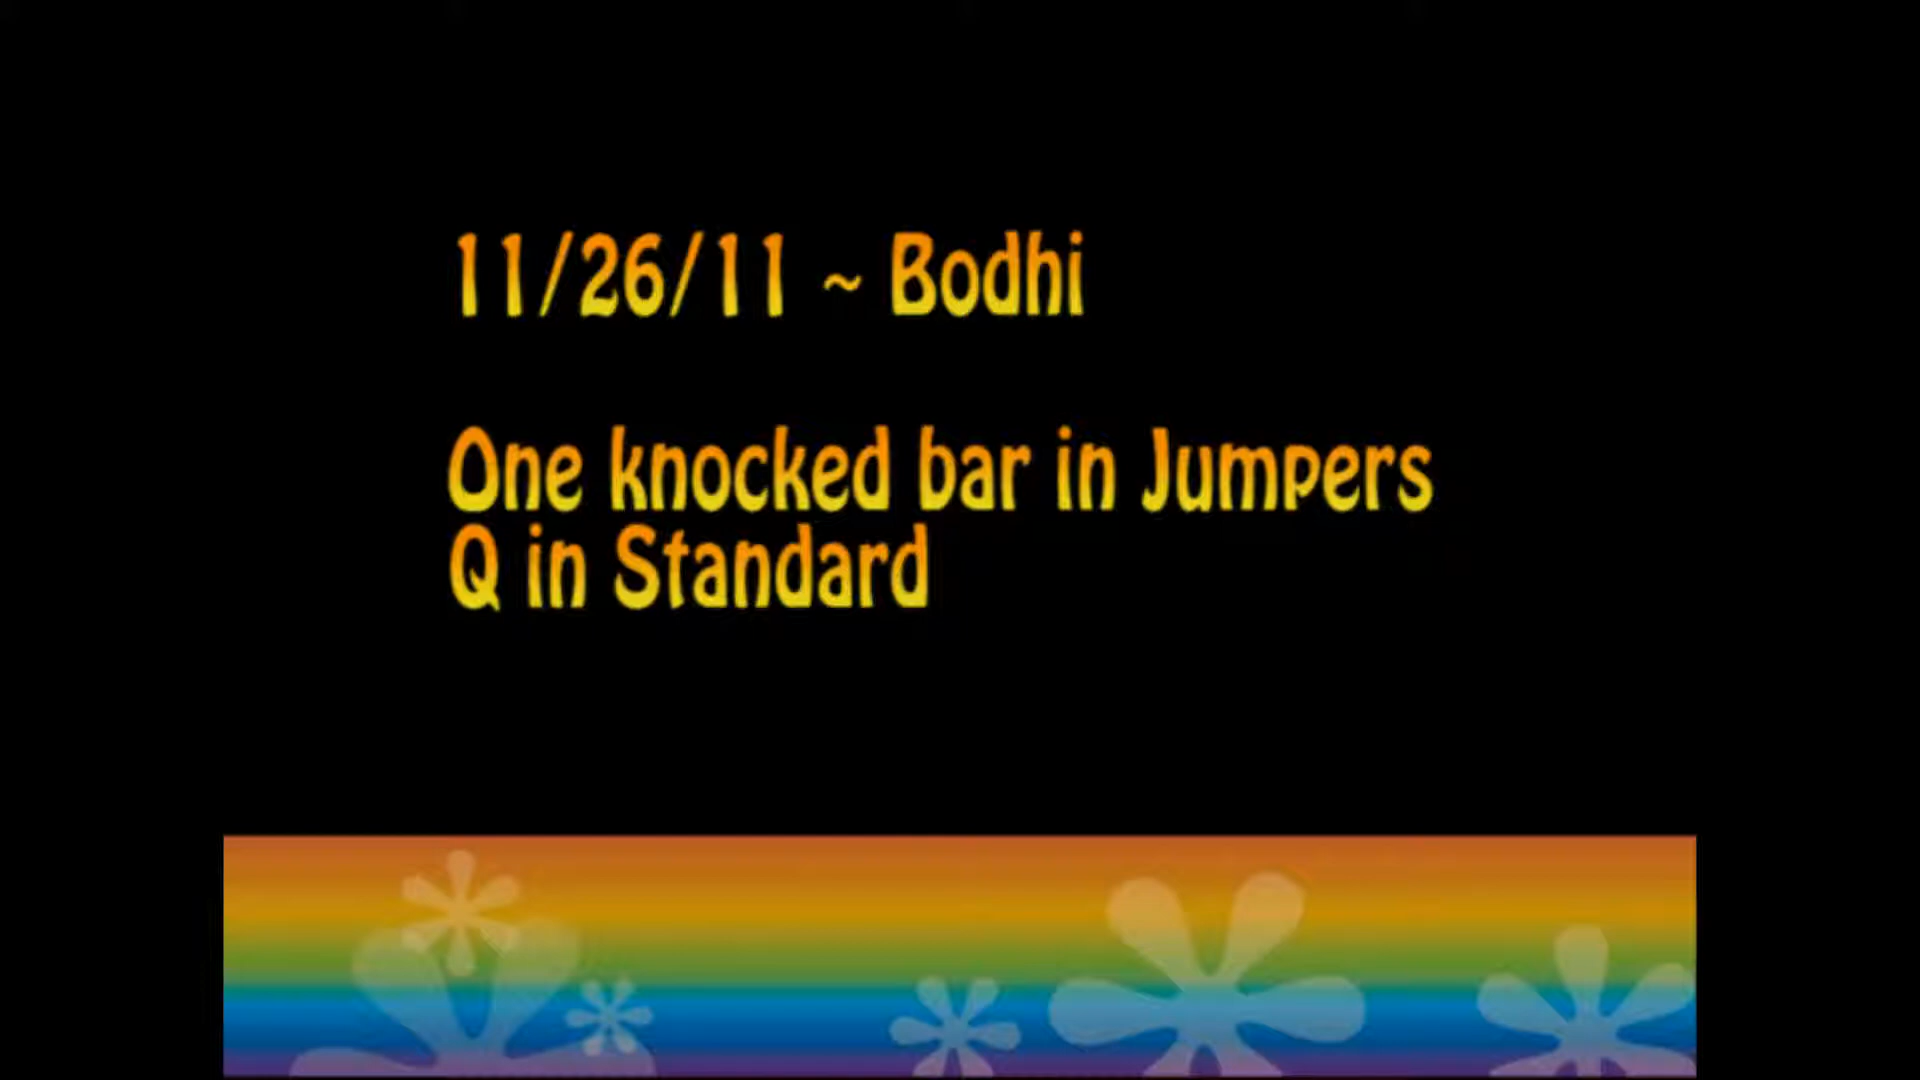 11/26/11 ~ Bodhi
One knocked bar in Jumpers
Q in Standard